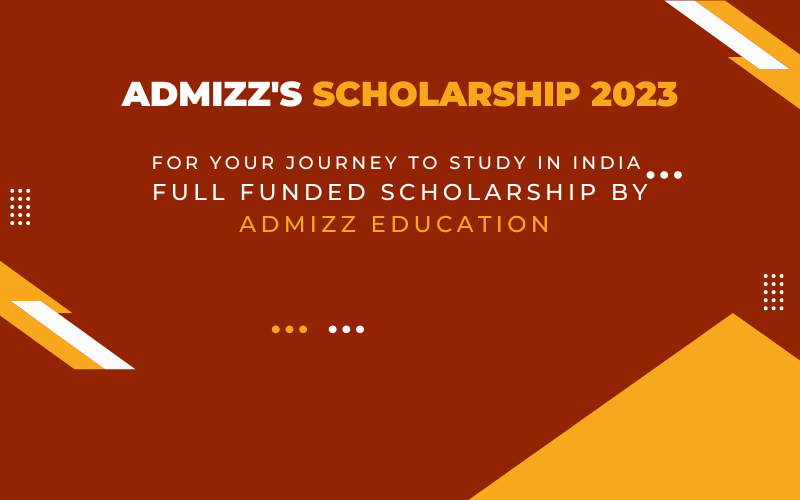 ADMIZZ'S SCHOLARSHIP 2023
FOR YOUR JOURNEY TO STUDY IN INDIA
FULL FUNDED SCHOLARSHIP BY
ADMIZZ EDUCATION